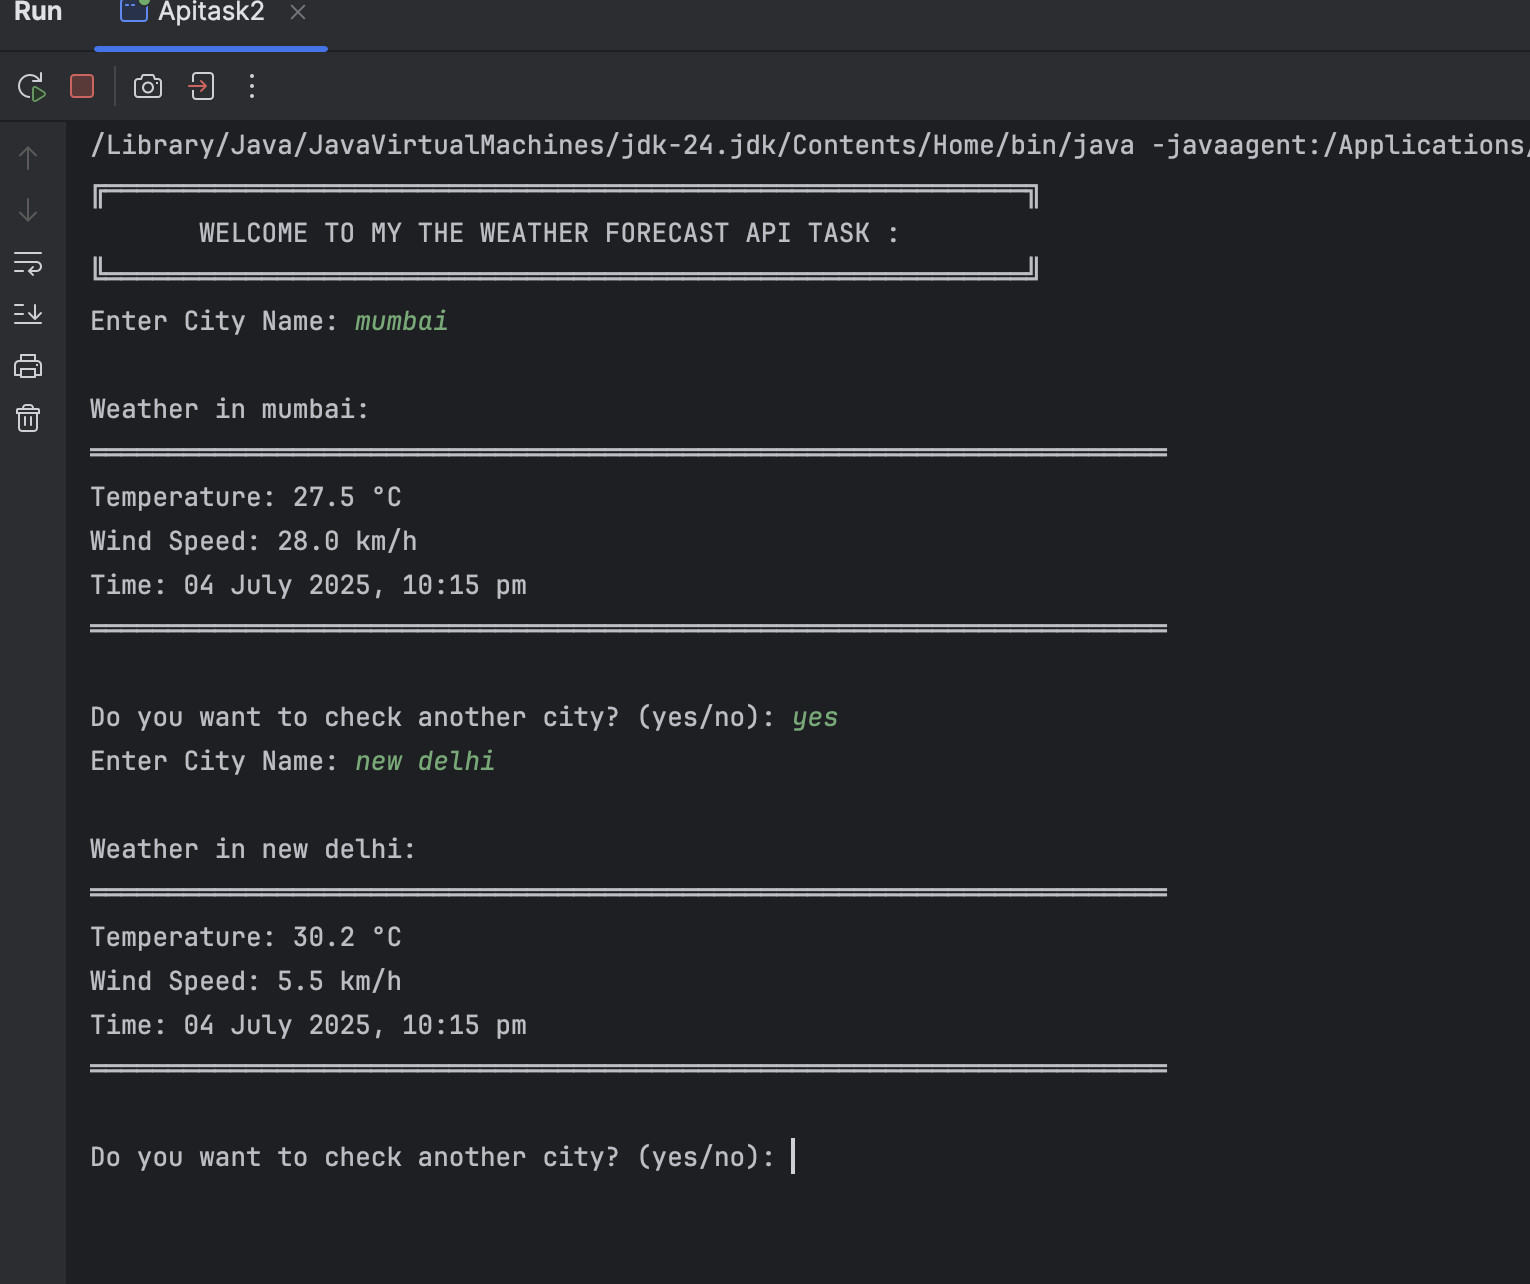 Run Apitask2
/Library/Java/JavaVirtualMachines/jdk-24.jdk/Contents/Home/bin/java -javaagent:/Applications/
WELCOME TO MY THE WEATHER FORECAST API TASK :
Enter City Name: mumbai
Weather in mumbai:
Temperature: 27.5 °C
Wind Speed: 28.0 km/h
Time: 04 July 2025, 10:15 pm
Do you want to check another city? (yes/no): yes
Enter City Name: new delhi
Weather in new delhi:
Temperature: 30.2 °C
Wind Speed: 5.5 km/h
Time: 04 July 2025, 10:15 pm
Do you want to check another city? (yes/no):